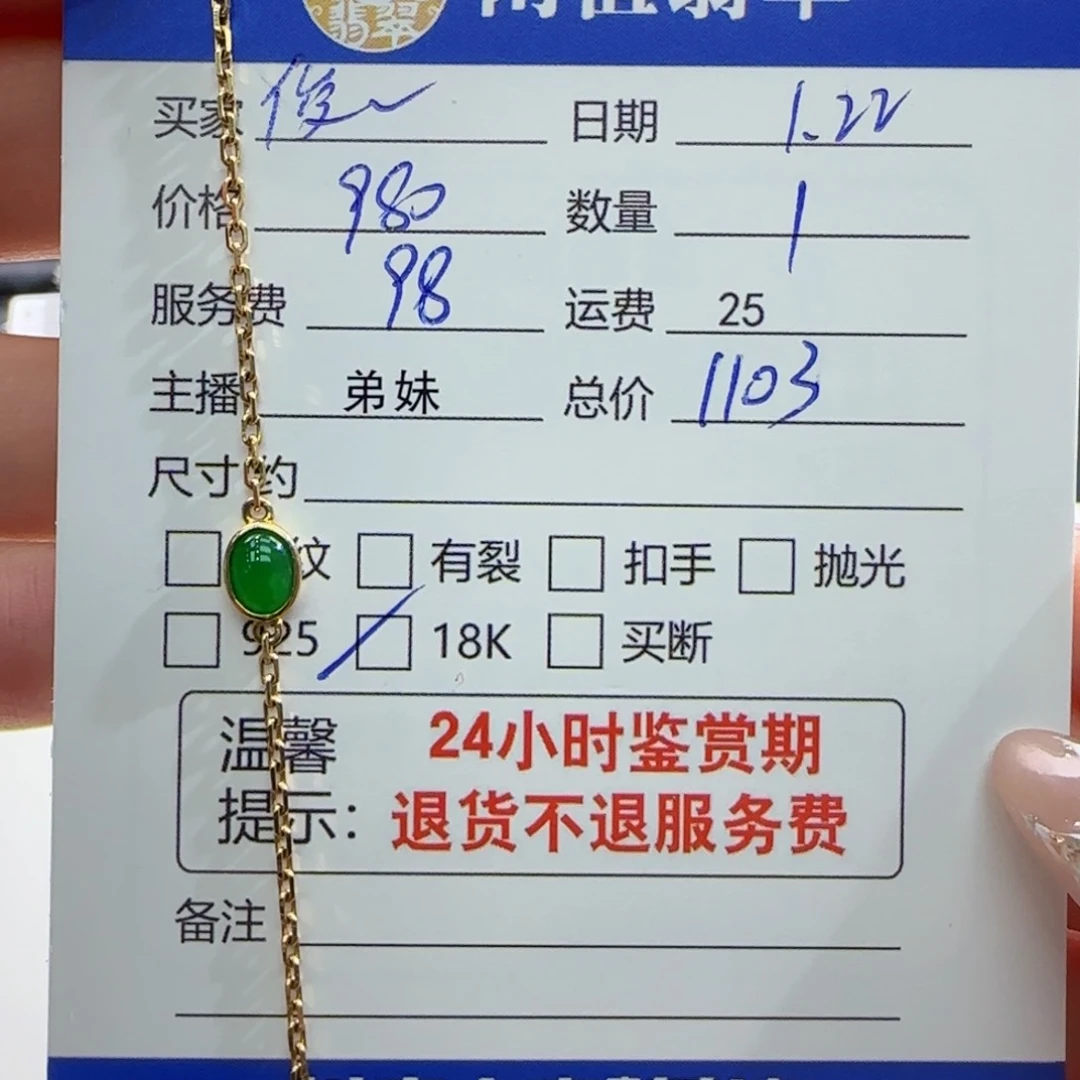 翡翠
买家 俊 日期 1.22
价格 980 数量 1
服务费 98 运费 25
主播 弟妹 总价 1103
尺寸约
纹 有裂 扣手 抛光
925 18K 买断
温馨 24小时鉴赏期
提示: 退货不退服务费
备注